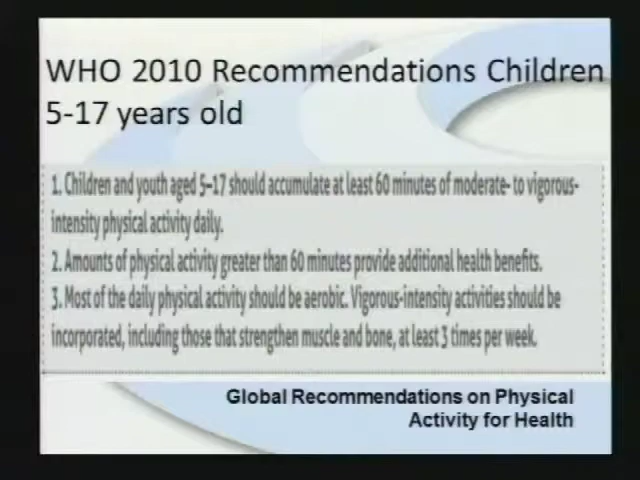 WHO 2010 Recommendations Children
5-17 years old
1. Children and youth aged 5–17 should accumulate at least 60 minutes of moderate- to vigorous-
intensity physical activity daily.
2. Amounts of physical activity greater than 60 minutes provide additional health benefits.
3. Most of the daily physical activity should be aerobic. Vigorous-intensity activities should be
incorporated, including those that strengthen muscle and bone, at least 3 times per week.
Global Recommendations on Physical
Activity for Health